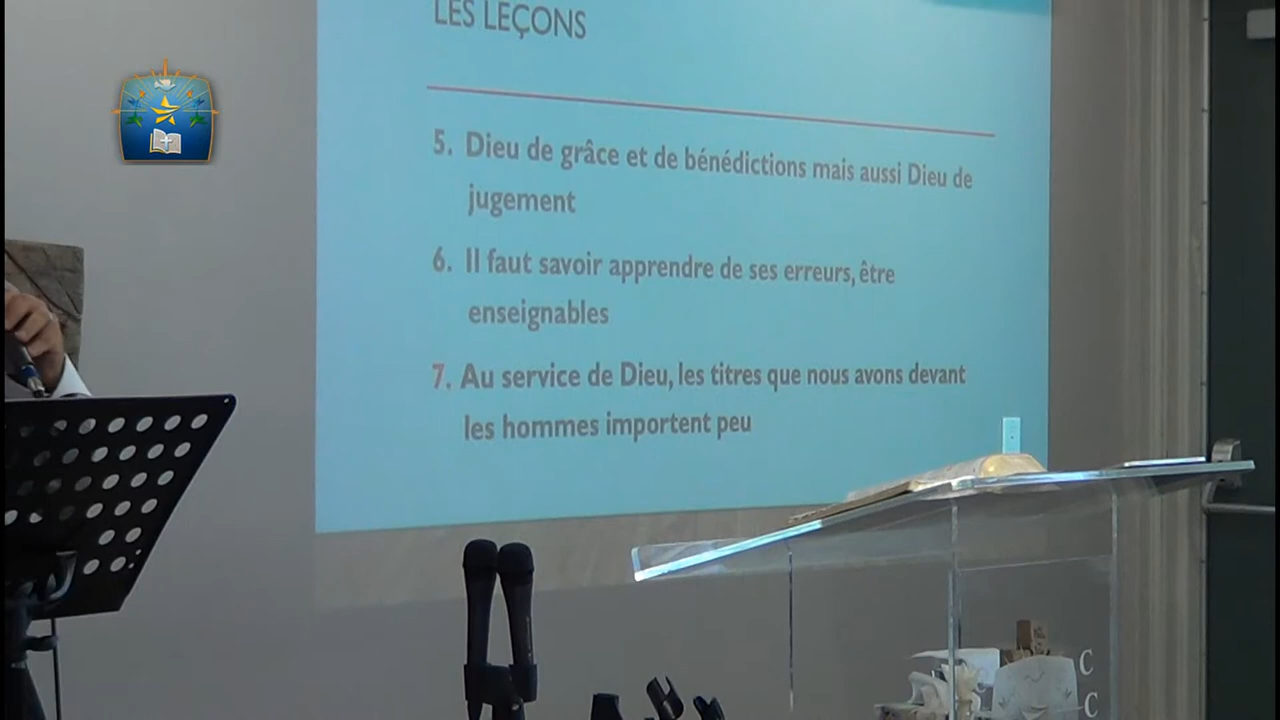 LES LEÇONS
5. Dieu de grâce et de bénédictions mais aussi Dieu de
jugement
6. Il faut savoir apprendre de ses erreurs, être
enseignables
7. Au service de Dieu, les titres que nous avons devant
les hommes importent peu
C
C